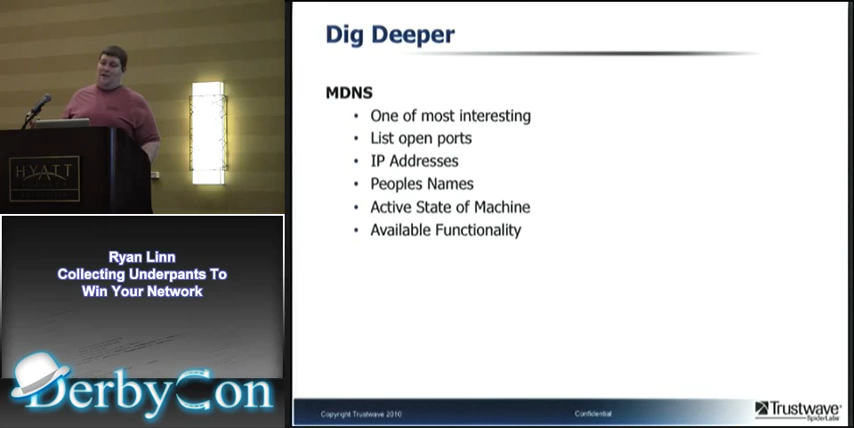 HYATT
Ryan Linn
Collecting Underpants To
Win Your Network
DerbyCon
Dig Deeper
MDNS
• One of most interesting
• List open ports
• IP Addresses
• Peoples Names
• Active State of Machine
• Available Functionality
Copyright Trustwave 2010
Confidential
Trustwave®
SpiderLabs